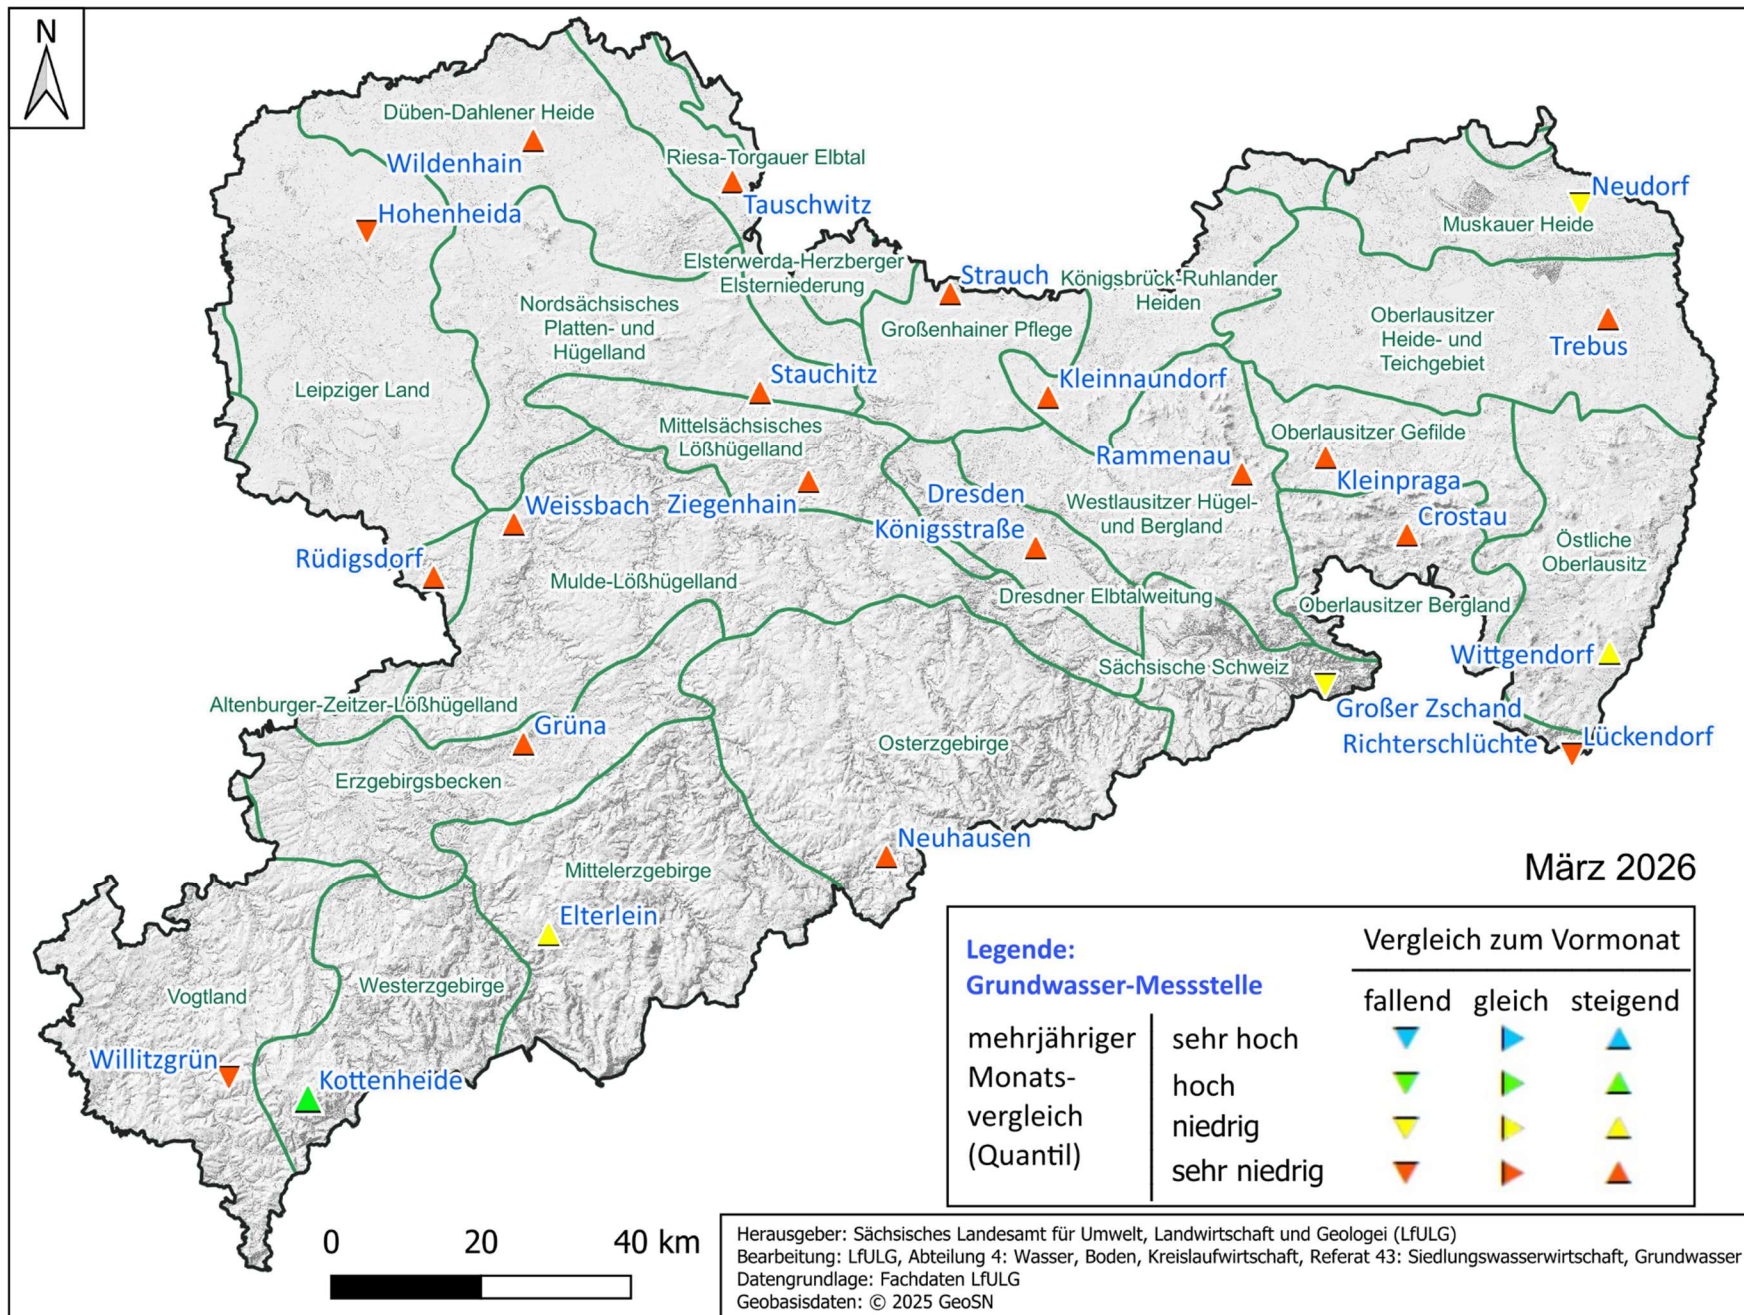 N
Düben-Dahlener Heide
Wildenhain
Riesa-Torgauer Elbtal
Tauschwitz
Hohenheida
Neudorf
Muskauer Heide
Elsterwerda-Herzberger
Elsterniederung
Strauch
Königsbrück-Ruhlander
Heiden
Nordsächsisches
Platten- und
Hügelland
Großenhainer Pflege
Oberlausitzer
Heide- und
Teichgebiet
Trebus
Leipziger Land
Stauchitz
Kleinnaundorf
Mittelsächsisches
Lößhügelland
Oberlausitzer Gefilde
Rammenau
Kleinpraga
Weissbach
Ziegenhain
Dresden
Königsstraße
Westlausitzer Hügel-
und Bergland
Crostau
Östliche
Oberlausitz
Rüdigsdorf
Mulde-Lößhügelland
Dresdner Elbtalweitung
Oberlausitzer Bergland
Wittgendorf
Sächsische Schweiz
Altenburger-Zeitzer-Lößhügelland
Grüna
Großer Zschand
Richterschlüchte
Lückendorf
Osterzgebirge
Erzgebirgsbecken
Neuhausen
Mittelerzgebirge
Elterlein
Westerzgebirge
Vogtland
Willitzgrün
Kottenheide
März 2026
Legende:
Grundwasser-Messstelle
Vergleich zum Vormonat
fallend gleich steigend
mehrjähriger
Monats-
vergleich
(Quantil)
sehr hoch
hoch
niedrig
sehr niedrig
0 20 40 km
Herausgeber: Sächsisches Landesamt für Umwelt, Landwirtschaft und Geologei (LfULG)
Bearbeitung: LfULG, Abteilung 4: Wasser, Boden, Kreislaufwirtschaft, Referat 43: Siedlungswasserwirtschaft, Grundwasser
Datengrundlage: Fachdaten LfULG
Geobasisdaten: © 2025 GeoSN